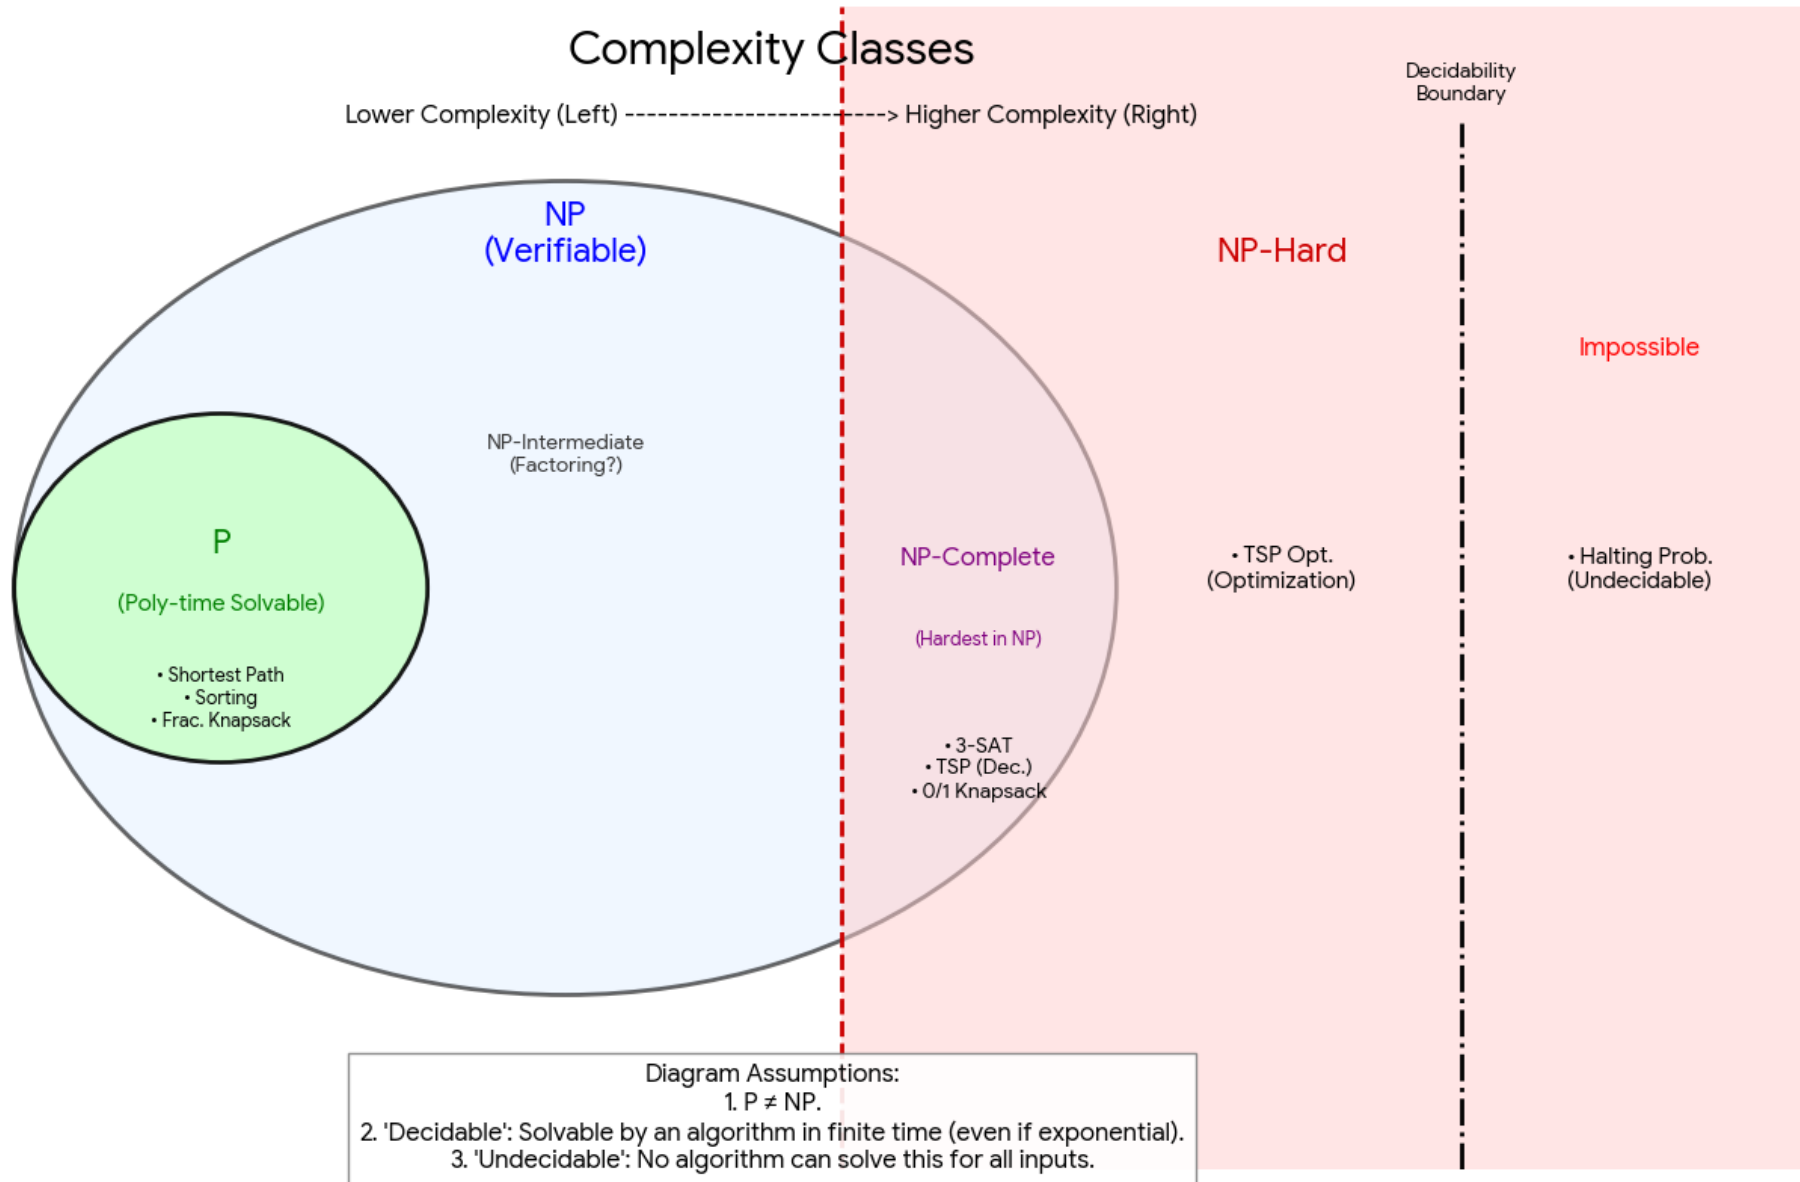 Complexity Classes
Decidability
Boundary
Lower Complexity (Left) --------------------> Higher Complexity (Right)
NP
(Verifiable)
NP-Hard
Impossible
NP-Intermediate
(Factoring?)
P
(Poly-time Solvable)
• Shortest Path
• Sorting
• Frac. Knapsack
NP-Complete
(Hardest in NP)
• 3-SAT
• TSP (Dec.)
• 0/1 Knapsack
• TSP Opt.
(Optimization)
• Halting Prob.
(Undecidable)
Diagram Assumptions:
1. P ≠ NP.
2. 'Decidable': Solvable by an algorithm in finite time (even if exponential).
3. 'Undecidable': No algorithm can solve this for all inputs.